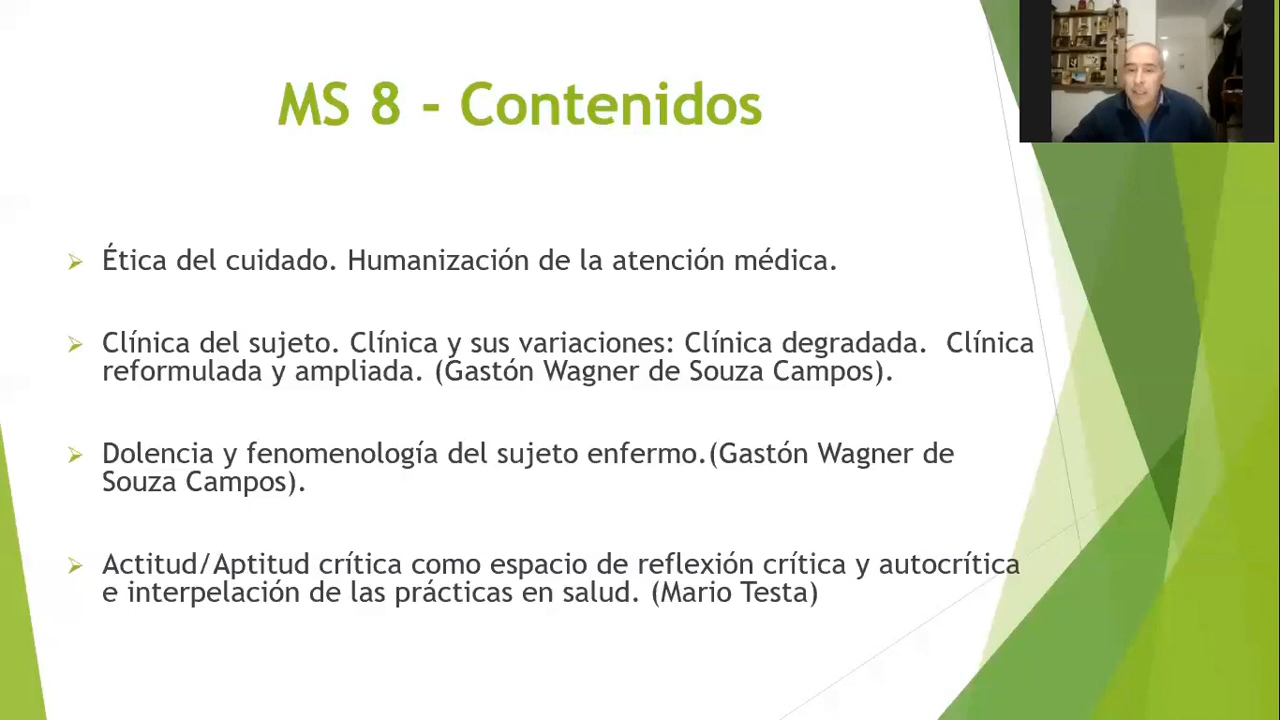 MS 8 - Contenidos
Ética del cuidado. Humanización de la atención médica.
Clínica del sujeto. Clínica y sus variaciones: Clínica degradada.  Clínica
reformulada y ampliada. (Gastón Wagner de Souza Campos).
Dolencia y fenomenología del sujeto enfermo.(Gastón Wagner de
Souza Campos).
Actitud/Aptitud crítica como espacio de reflexión crítica y autocrítica
e interpelación de las prácticas en salud. (Mario Testa)